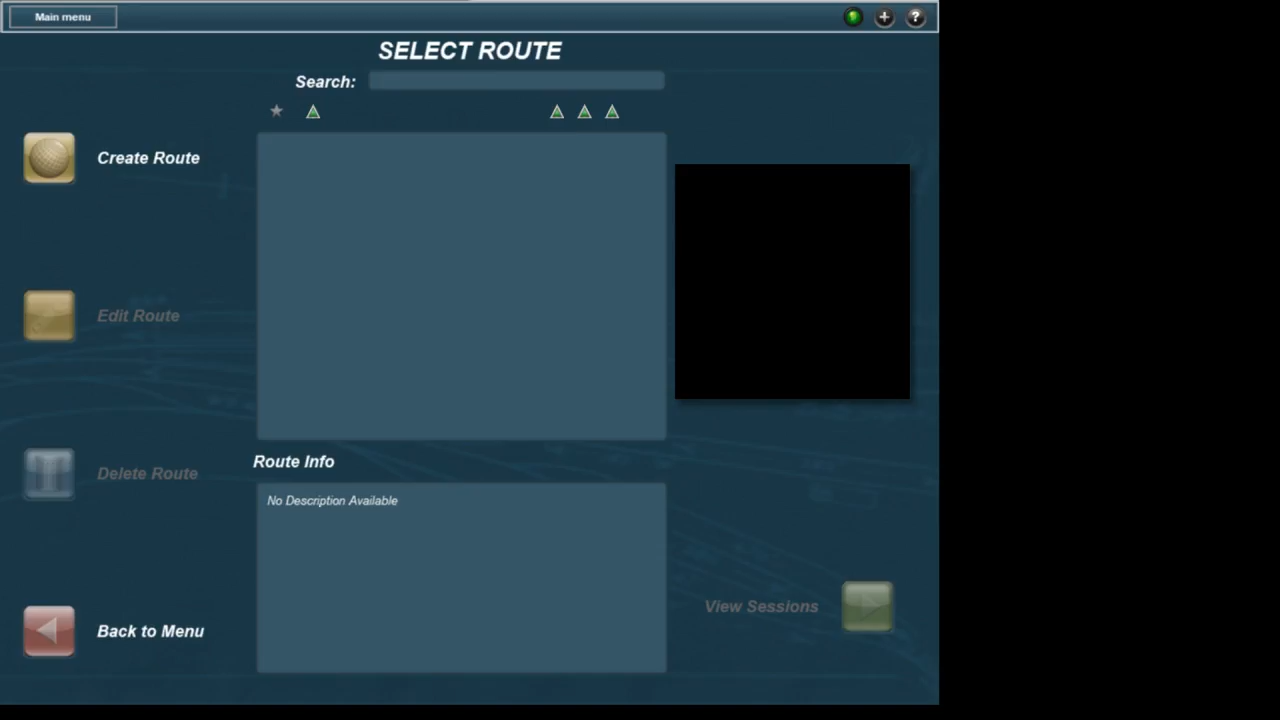 Main menu
?
SELECT ROUTE
Search:
Create Route
Edit Route
Delete Route
Route Info
No Description Available
View Sessions
Back to Menu